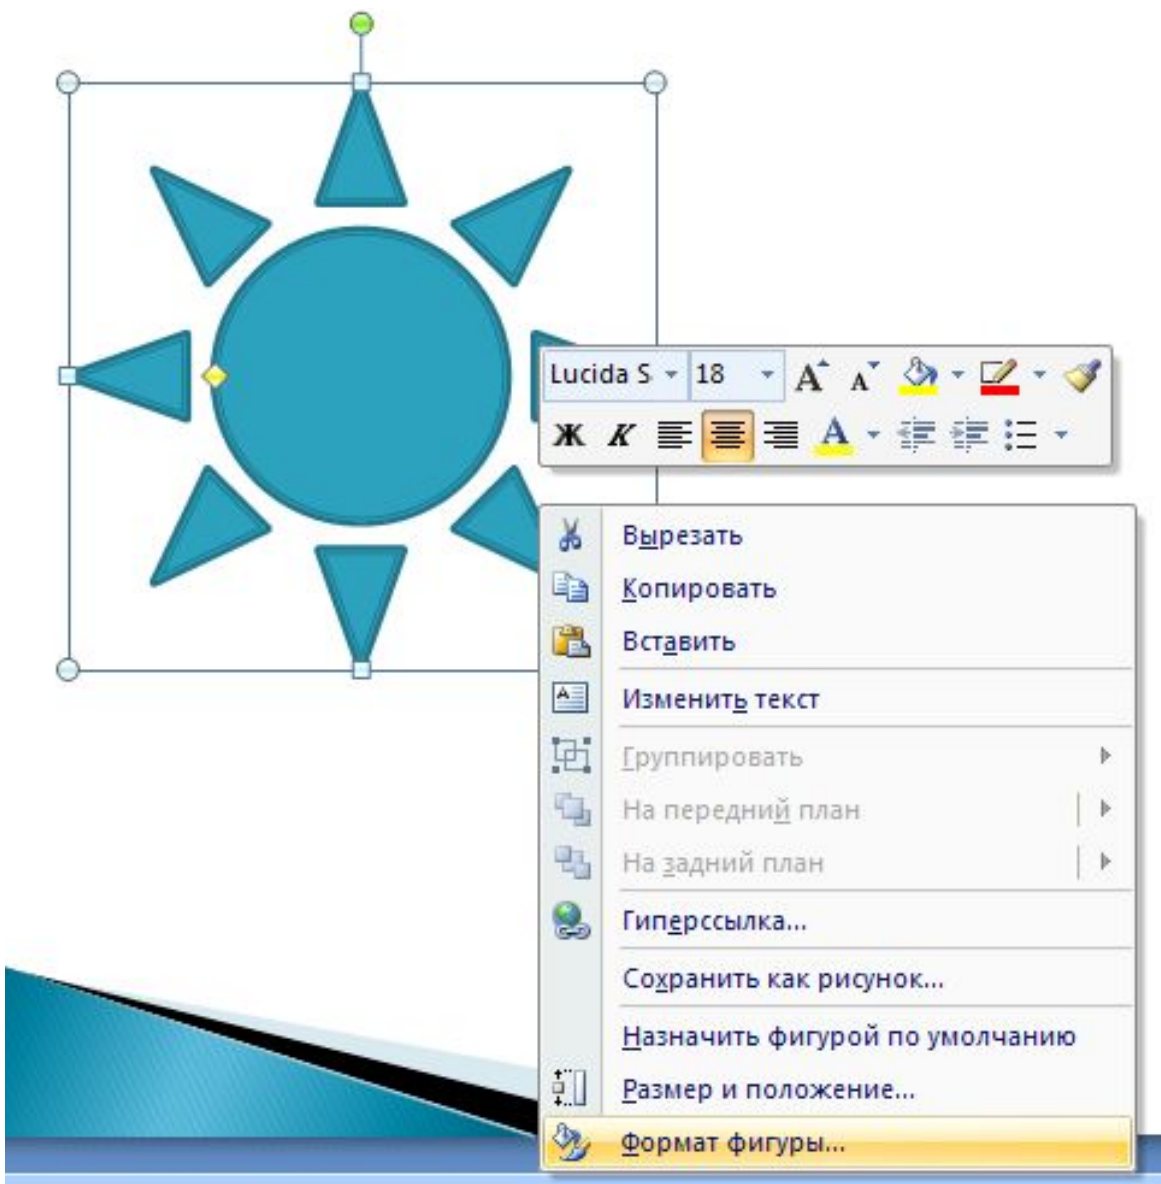 Lucida S 18 A A
Ж К А
Вырезать
Копировать
Вставить
Изменить текст
Группировать
На передний план
На задний план
Гиперссылка...
Сохранить как рисунок...
Назначить фигурой по умолчанию
Размер и положение...
Формат фигуры...